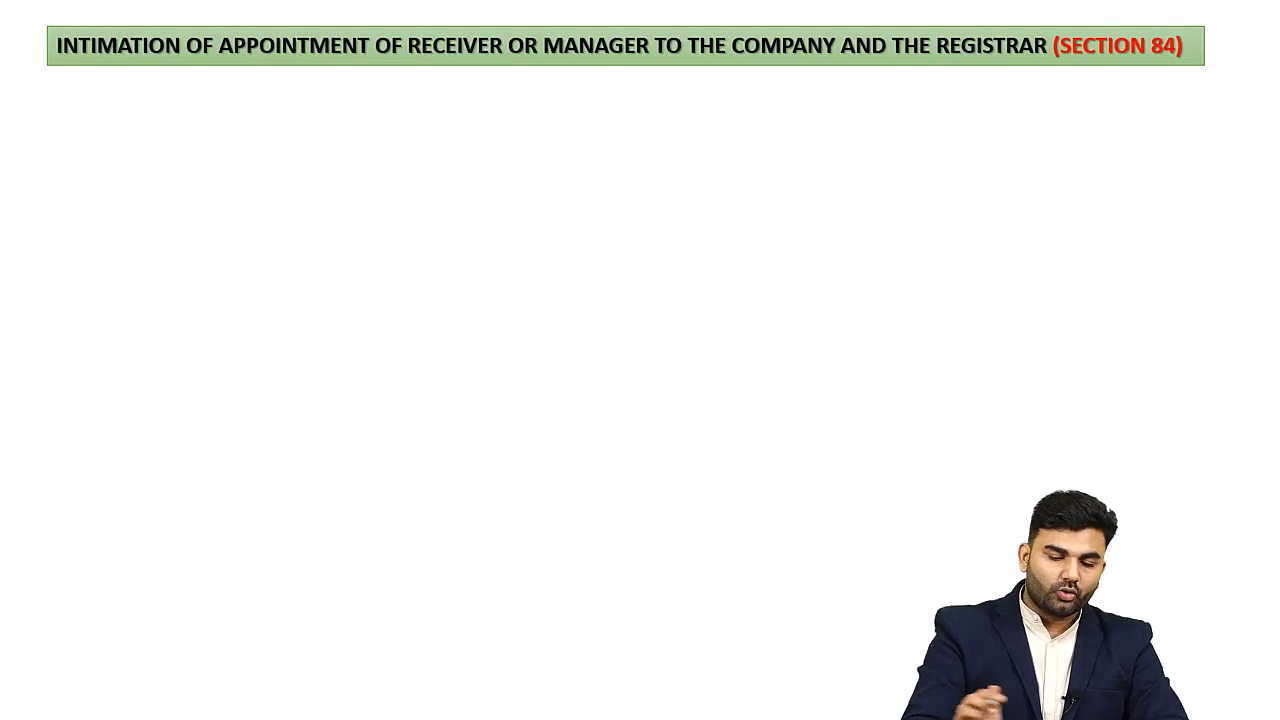 INTIMATION OF APPOINTMENT OF RECEIVER OR MANAGER TO THE COMPANY AND THE REGISTRAR (SECTION 84)